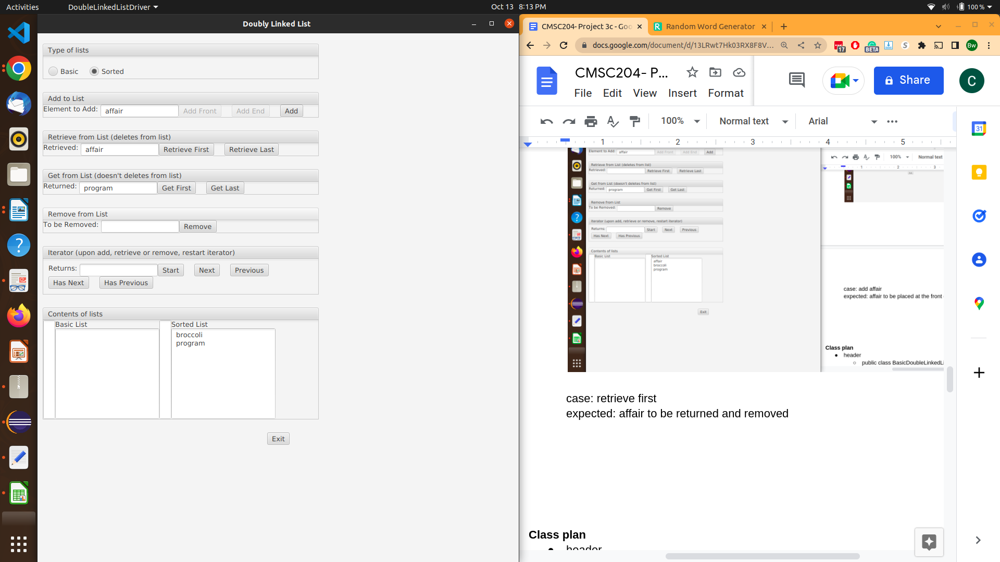 Activities
DoubleLinkedListDriver
Oct 13 8:13 PM
100 %
Doubly Linked List
Type of lists
Basic
Sorted
Add to List
Element to Add: affair Add Front Add End Add
Retrieve from List (deletes from list)
Retrieved: affair Retrieve First Retrieve Last
Get from List (doesn't deletes from list)
Returned: program Get First Get Last
Remove from List
To be Removed: Remove
Iterator (upon add, retrieve or remove, restart iterator)
Returns: Start Next Previous
Has Next Has Previous
Contents of lists
Basic List
Sorted List
broccoli
program
Exit
CMSC204- Project 3c - Goo
Random Word Generator
docs.google.com/document/d/13LRwt7Hk03RX8F8V...
17
BETA
Bw
CMSC204- P...
File Edit View Insert Format
Share
C
100% Normal text Arial
1 2 3 4 5
31
Element to Add: affair Add Front Add End Add
Retrieve from List (deletes from list)
Retrieved: Retrieve First Retrieve Last
Get from List (doesn't deletes from list)
Returned: program Get First Get Last
Remove from List
To be Removed: Remove
Iterator (upon add, retrieve or remove, restart iterator)
Returns: Start Next Previous
Has Next Has Previous
Contents of lists
Basic List
Sorted List
affair
broccoli
program
Exit
100% Normal text
1 2 3
case: add affair
expected: affair to be placed at the front
Class plan
header
public class BasicDoubleLinkedLi
case: retrieve first
expected: affair to be returned and removed
Class plan
header